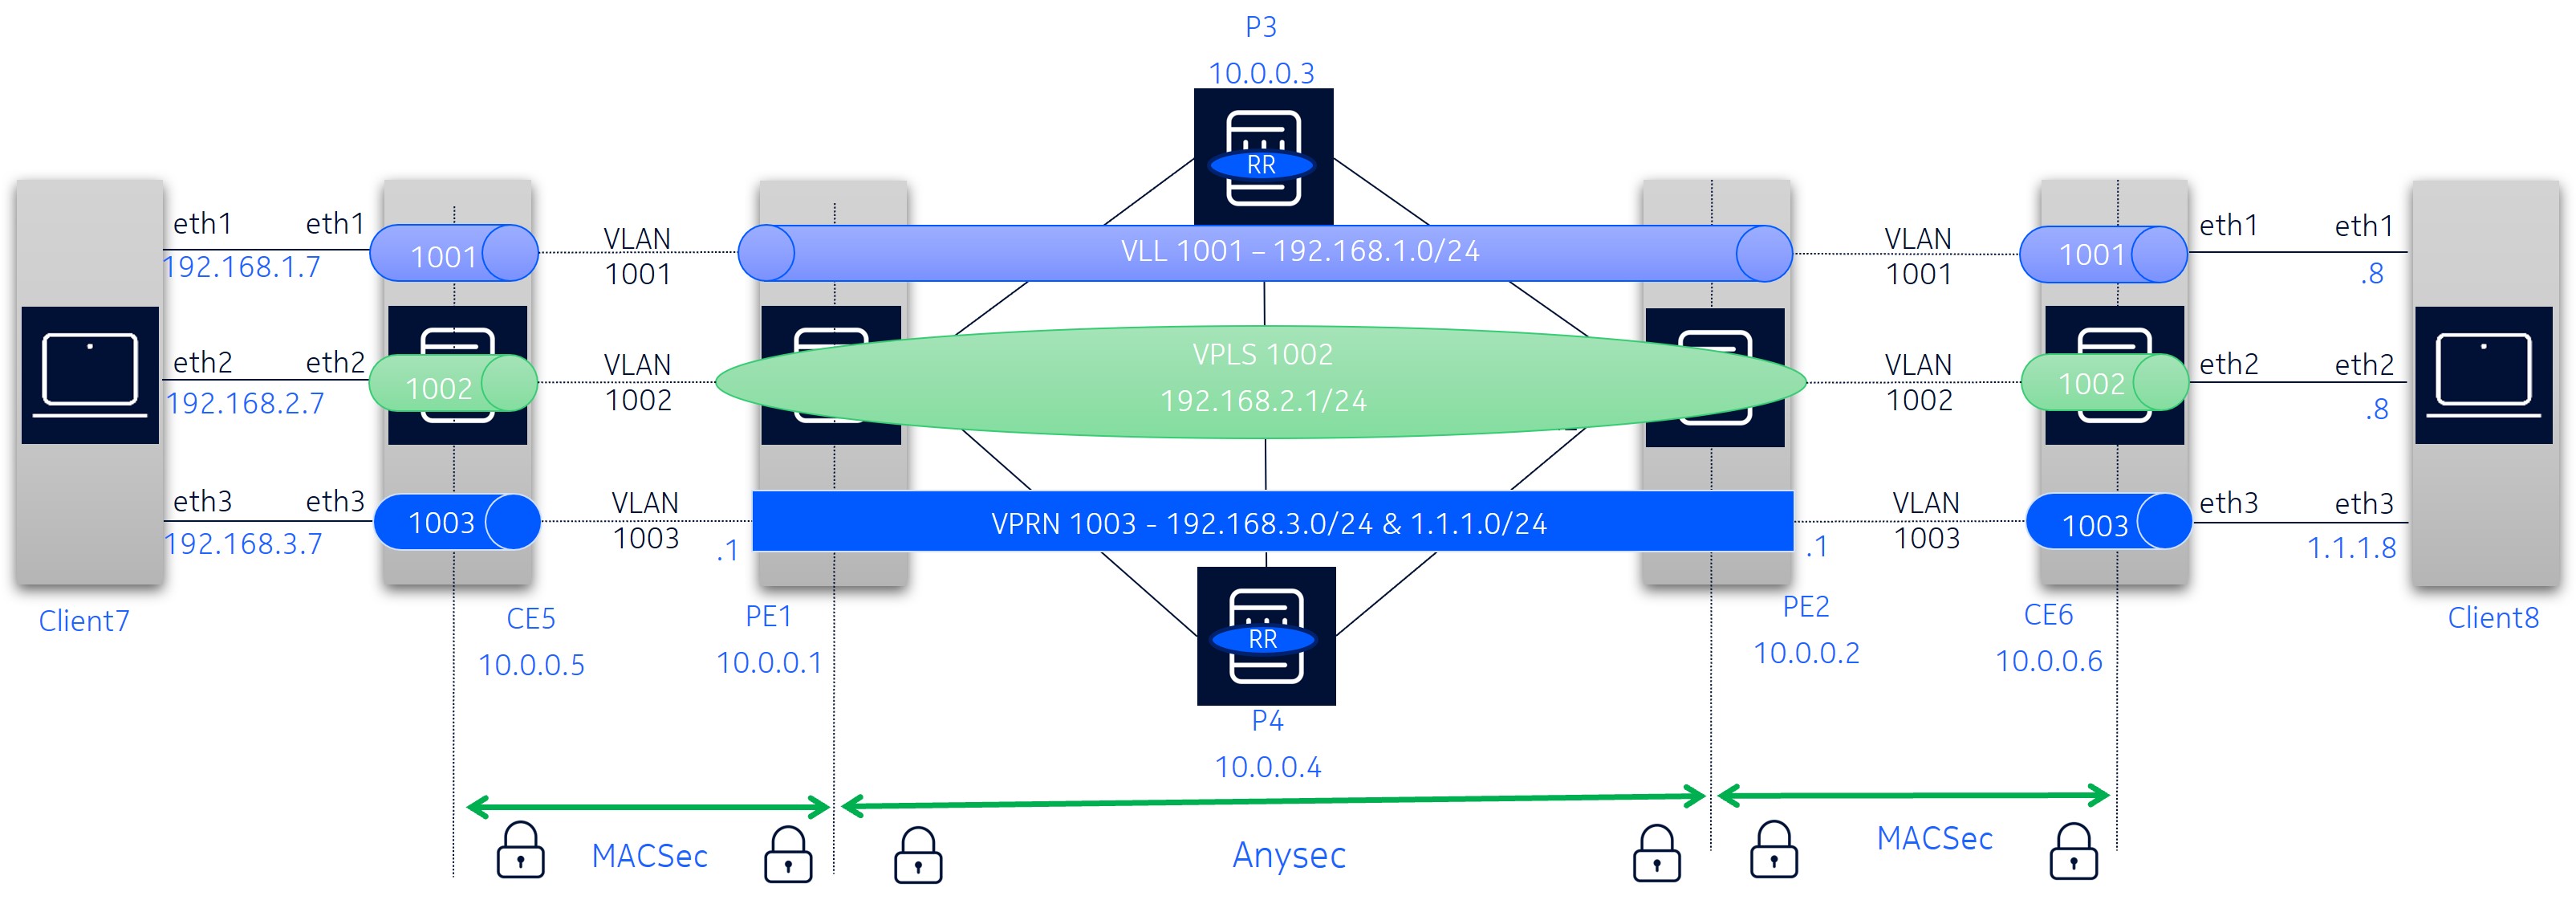 P3
10.0.0.3
RR
eth1
eth1
192.168.1.7
1001
VLAN
1001
VLL 1001 – 192.168.1.0/24
VLAN
1001
1001
eth1
eth1
.8
eth2
eth2
192.168.2.7
1002
VLAN
1002
VPLS 1002
192.168.2.1/24
VLAN
1002
1002
eth2
eth2
.8
eth3
eth3
192.168.3.7
1003
VLAN
1003
.1
VPRN 1003 - 192.168.3.0/24 & 1.1.1.0/24
.1
VLAN
1003
1003
eth3
eth3
1.1.1.8
Client7
CE5
10.0.0.5
PE1
10.0.0.1
RR
P4
10.0.0.4
PE2
10.0.0.2
CE6
10.0.0.6
Client8
MACSec
Anysec
MACSec